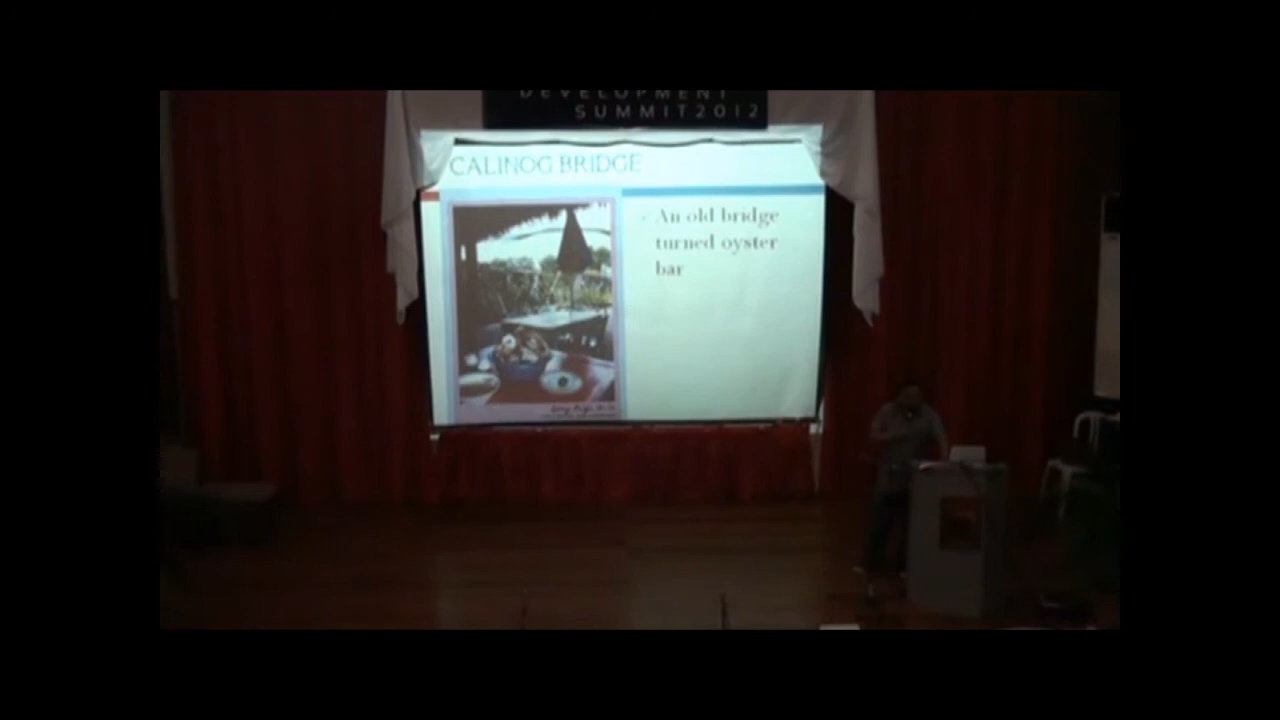 DEVELOPMENT
SUMMIT2012
CALINOG BRIDGE
An old bridge
turned oyster
bar